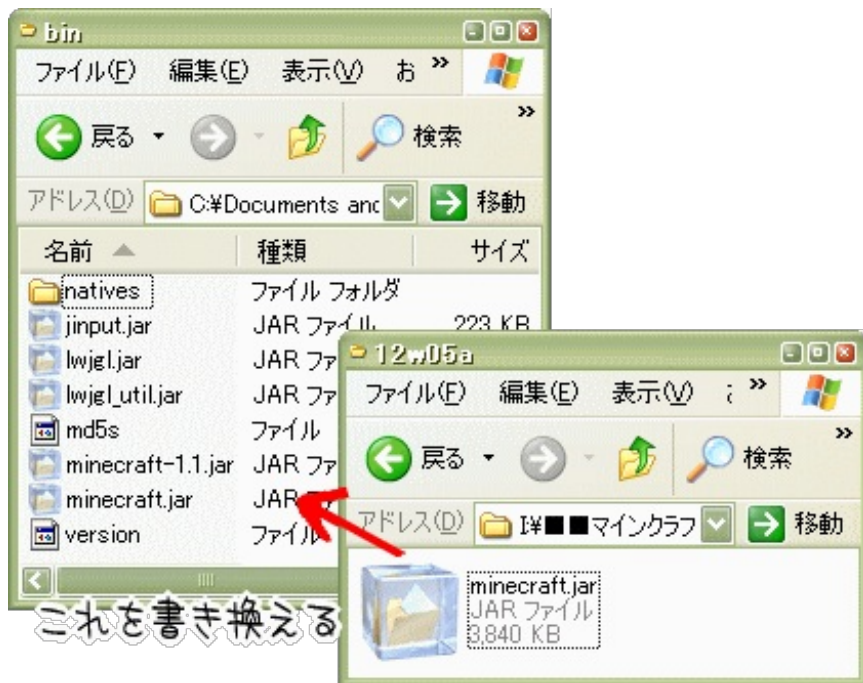 bin
ファイル(F) 編集(E) 表示(V) お »
戻る 検索 »
アドレス(D) C:¥Documents and 移動
名前 種類 サイズ
natives ファイル フォルダ
jinput.jar JAR ファイル 223 KB
lwjgl.jar JAR ファ
lwjgl_util.jar JAR ファ
md5s ファイル
minecraft-1.1.jar JAR ファ
minecraft.jar JAR ファ
version ファイル
これを書き換える
12w05a
ファイル(F) 編集(E) 表示(V) »
戻る 検索 »
アドレス(D) I:¥■■マインクラフ 移動
minecraft.jar
JAR ファイル
3,840 KB